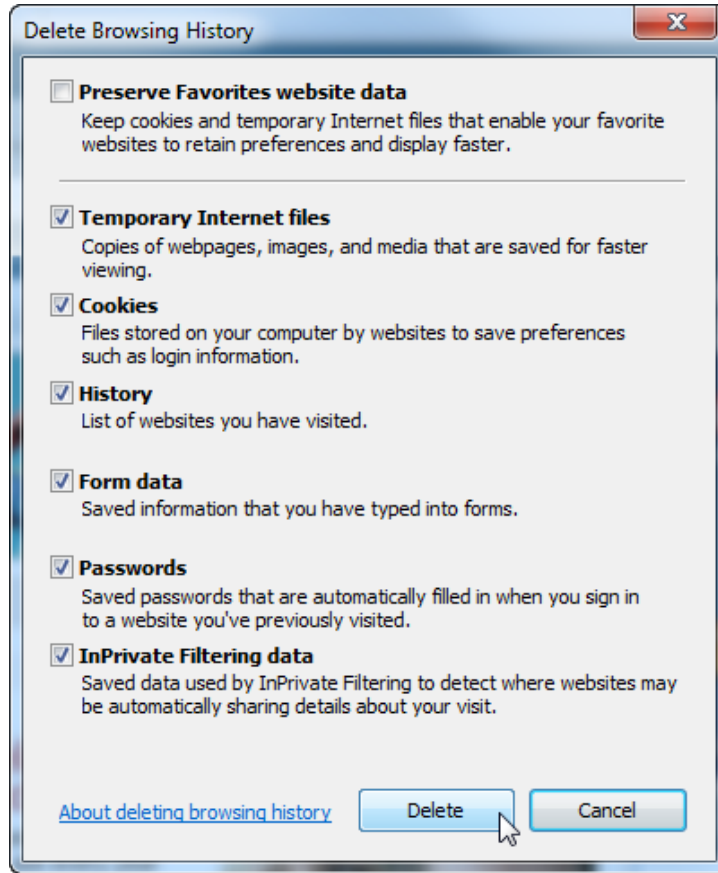 Delete Browsing History
Preserve Favorites website data
Keep cookies and temporary Internet files that enable your favorite
websites to retain preferences and display faster.
Temporary Internet files
Copies of webpages, images, and media that are saved for faster
viewing.
Cookies
Files stored on your computer by websites to save preferences
such as login information.
History
List of websites you have visited.
Form data
Saved information that you have typed into forms.
Passwords
Saved passwords that are automatically filled in when you sign in
to a website you've previously visited.
InPrivate Filtering data
Saved data used by InPrivate Filtering to detect where websites may
be automatically sharing details about your visit.
About deleting browsing history Delete Cancel